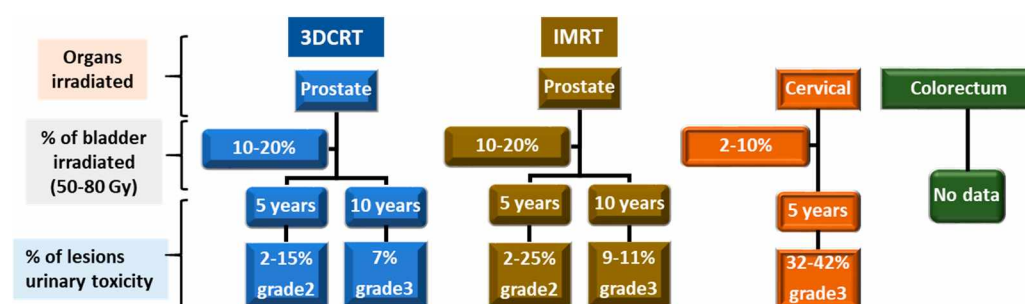 3DCRT
IMRT
Organs
irradiated
Prostate
Prostate
Cervical
Colorectum
% of bladder
irradiated
(50-80 Gy)
10-20%
10-20%
2-10%
No data
5 years
10 years
5 years
10 years
5 years
% of lesions
urinary toxicity
2-15%
grade2
7%
grade3
2-25%
grade2
9-11%
grade3
32-42%
grade3